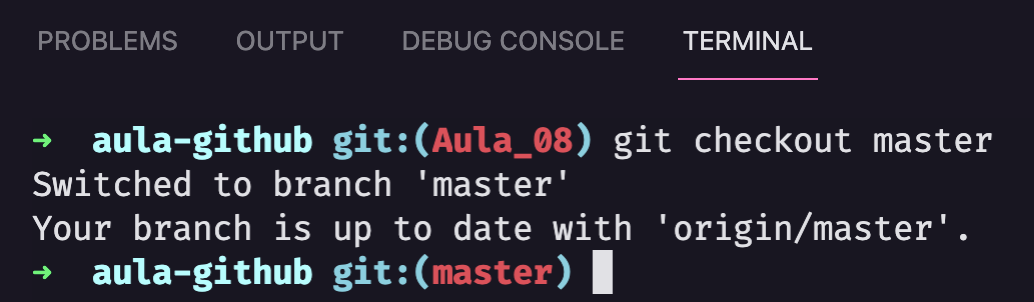 PROBLEMS OUTPUT DEBUG CONSOLE TERMINAL
➜ aula-github git:(Aula_08) git checkout master
Switched to branch 'master'
Your branch is up to date with 'origin/master'.
➜ aula-github git:(master)